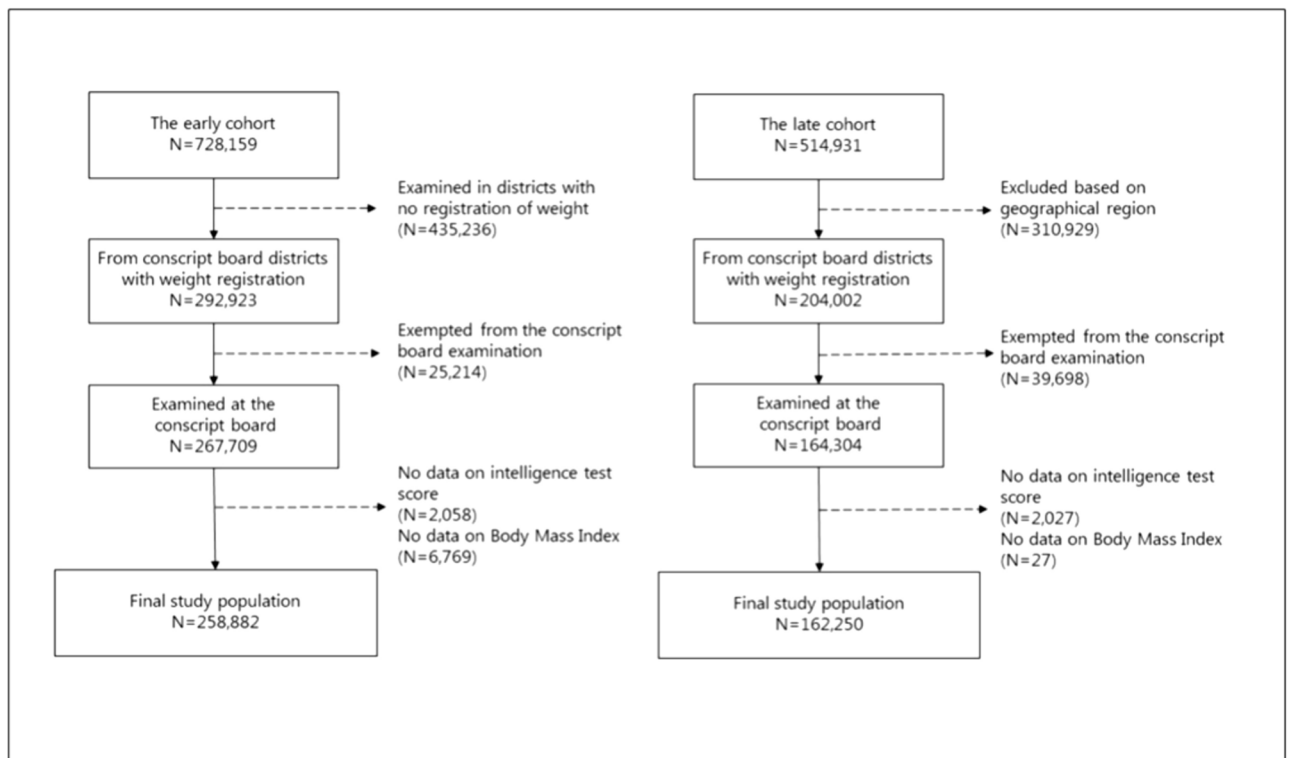 The early cohort
N=728,159
Examined in districts with
no registration of weight
(N=435,236)
From conscript board districts
with weight registration
N=292,923
Exempted from the conscript
board examination
(N=25,214)
Examined at the
conscript board
N=267,709
No data on intelligence test
score
(N=2,058)
No data on Body Mass Index
(N=6,769)
Final study population
N=258,882
The late cohort
N=514,931
Excluded based on
geographical region
(N=310,929)
From conscript board districts
with weight registration
N=204,002
Exempted from the conscript
board examination
(N=39,698)
Examined at the
conscript board
N=164,304
No data on intelligence test
score
(N=2,027)
No data on Body Mass Index
(N=27)
Final study population
N=162,250